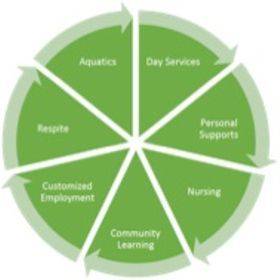 Aquatics
Day Services
Personal
Supports
Nursing
Community
Learning
Customized
Employment
Respite